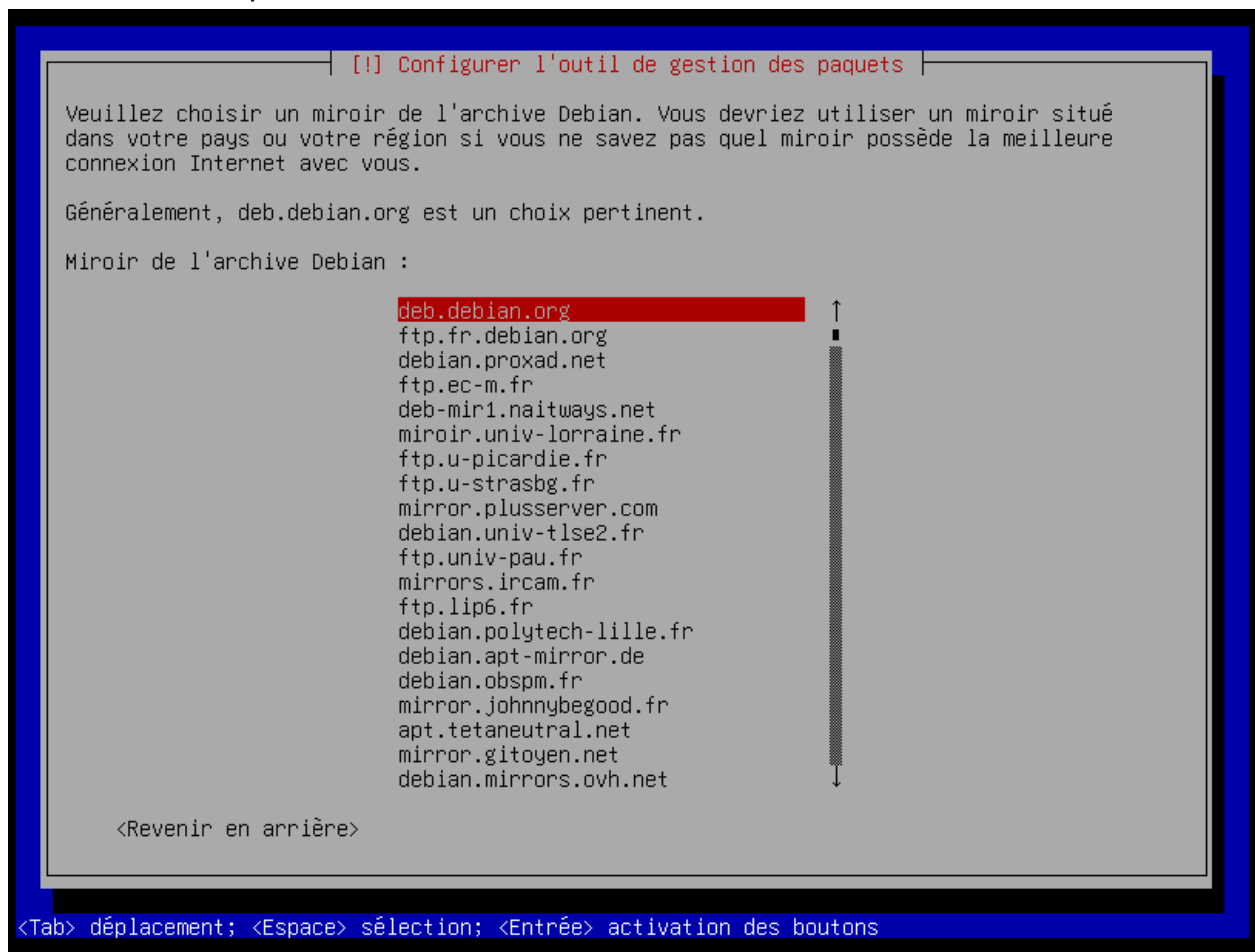 [!] Configurer l'outil de gestion des paquets
Veuillez choisir un miroir de l'archive Debian. Vous devriez utiliser un miroir situé
dans votre pays ou votre région si vous ne savez pas quel miroir possède la meilleure
connexion Internet avec vous.
Généralement, deb.debian.org est un choix pertinent.
Miroir de l'archive Debian :
deb.debian.org
ftp.fr.debian.org
debian.proxad.net
ftp.ec-m.fr
deb-mir1.naitways.net
miroir.univ-lorraine.fr
ftp.u-picardie.fr
ftp.u-strasbg.fr
mirror.plusserver.com
debian.univ-tlse2.fr
ftp.univ-pau.fr
mirrors.ircam.fr
ftp.lip6.fr
debian.polytech-lille.fr
debian.apt-mirror.de
debian.obspm.fr
mirror.johnnybegood.fr
apt.tetaneutral.net
mirror.gitoyen.net
debian.mirrors.ovh.net
<Revenir en arrière>
<Tab> déplacement; <Espace> sélection; <Entrée> activation des boutons